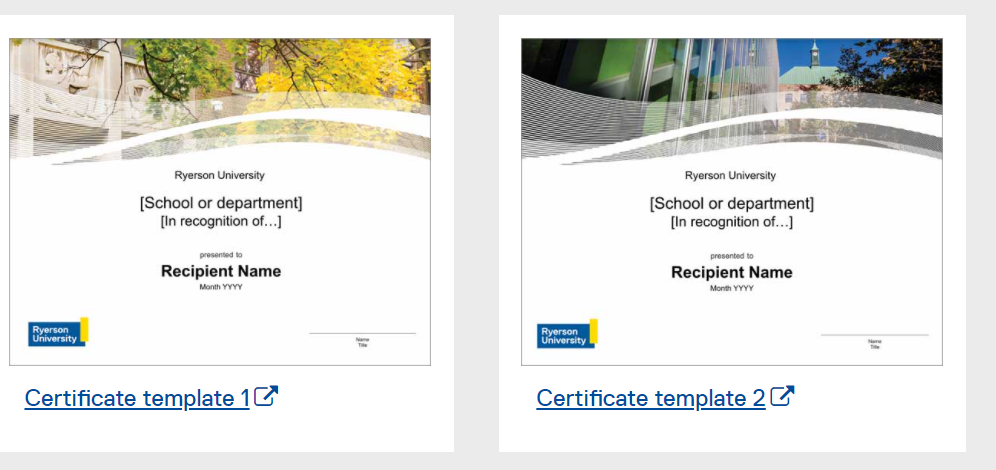 Ryerson University
[School or department]
[In recognition of...]
presented to
Recipient Name
Month YYYY
Ryerson
University
Name
Title
Certificate template 1
Ryerson University
[School or department]
[In recognition of...]
presented to
Recipient Name
Month YYYY
Ryerson
University
Name
Title
Certificate template 2